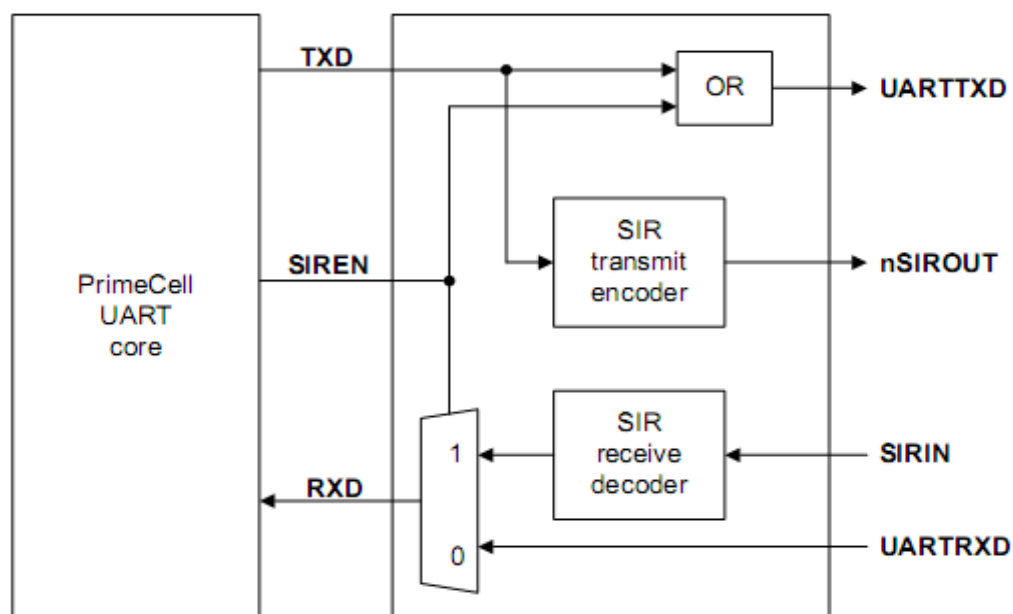 TXD
OR
UARTTXD
SIR
transmit
encoder
nSIROUT
SIREN
PrimeCell
UART
core
SIR
receive
decoder
1
SIRIN
RXD
0
UARTRXD